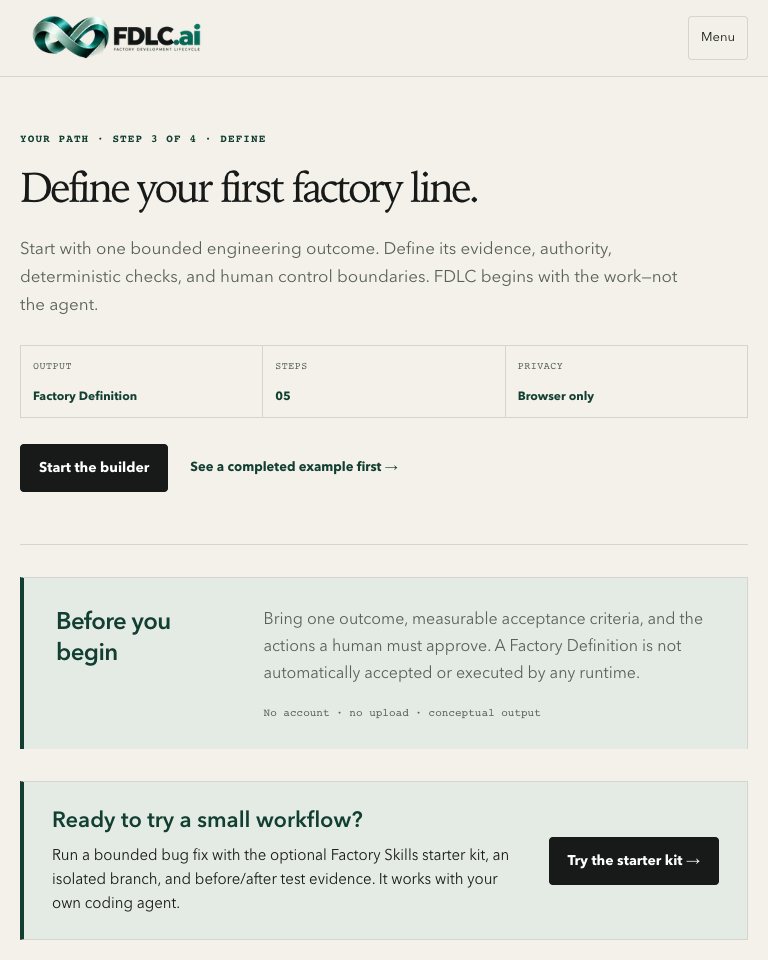 FDLC.ai
FACTORY DEVELOPMENT LIFECYCLE
Menu
YOUR PATH · STEP 3 OF 4 · DEFINE
Define your first factory line.
Start with one bounded engineering outcome. Define its evidence, authority,
deterministic checks, and human control boundaries. FDLC begins with the work—not
the agent.
OUTPUT
Factory Definition
STEPS
05
PRIVACY
Browser only
Start the builder
See a completed example first →
Before you
begin
Bring one outcome, measurable acceptance criteria, and the
actions a human must approve. A Factory Definition is not
automatically accepted or executed by any runtime.
No account · no upload · conceptual output
Ready to try a small workflow?
Run a bounded bug fix with the optional Factory Skills starter kit, an
isolated branch, and before/after test evidence. It works with your
own coding agent.
Try the starter kit →